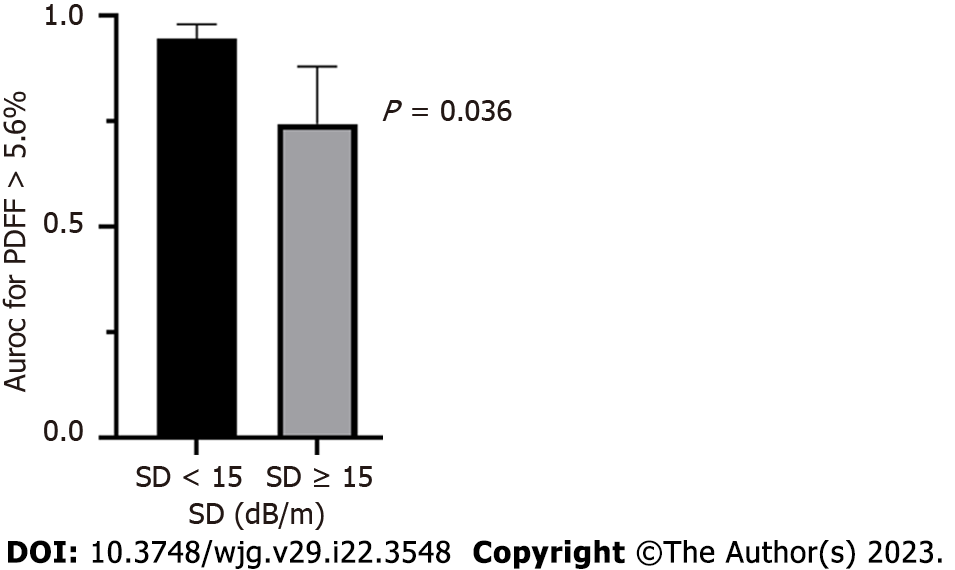 1.0
0.5
0.0
Auroc for PDFF > 5.6%
P = 0.036
SD < 15 SD ≥ 15
SD (dB/m)
DOI: 10.3748/wjg.v29.i22.3548 Copyright ©The Author(s) 2023.